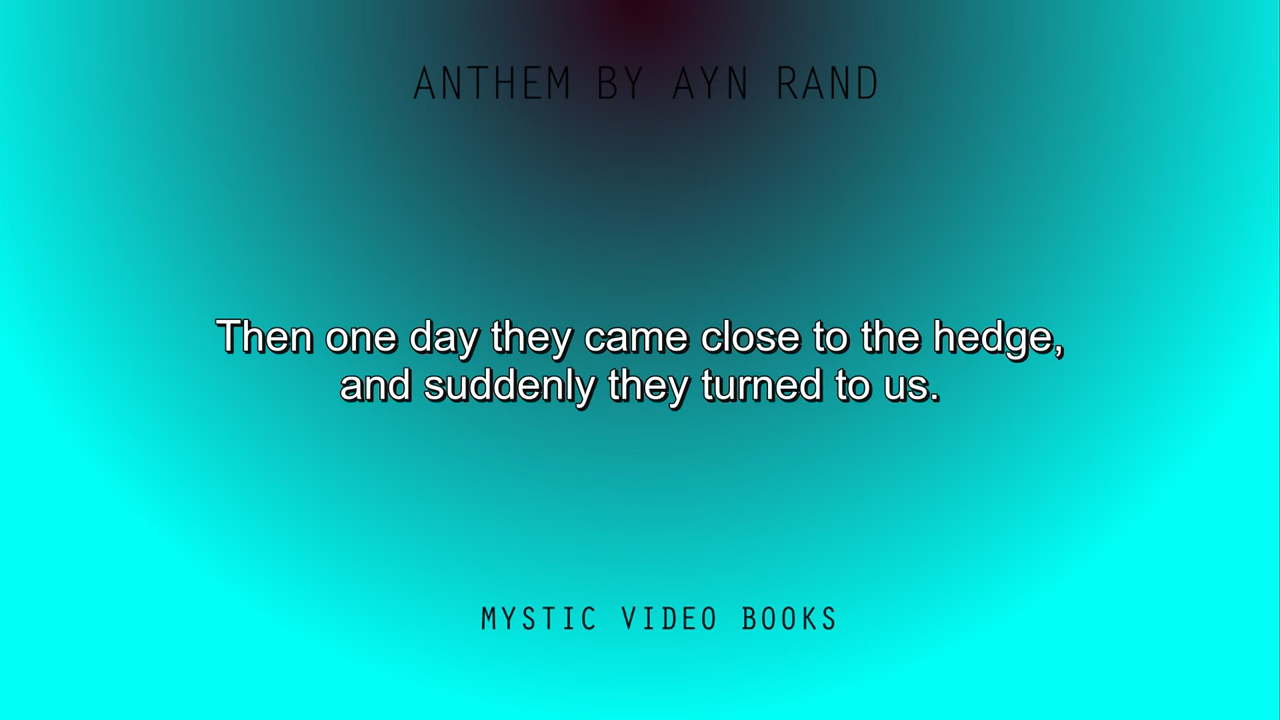 ANTHEM BY AYN RAND
Then one day they came close to the hedge,
and suddenly they turned to us.
MYSTIC VIDEO BOOKS